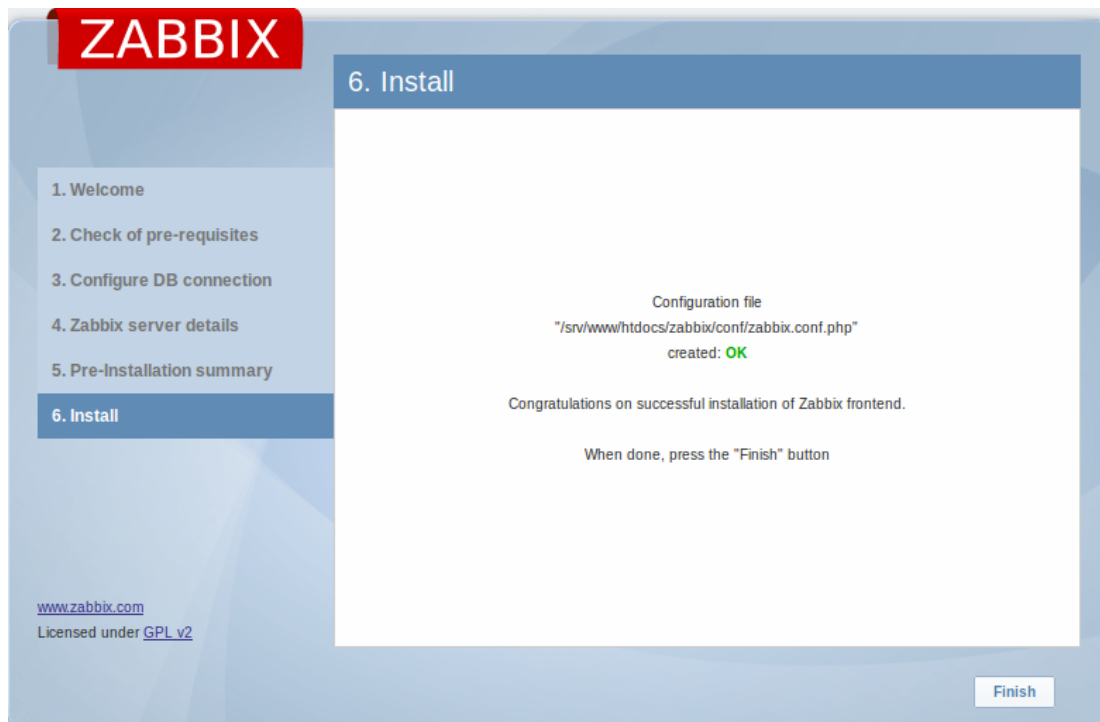 ZABBIX
6. Install
1. Welcome
2. Check of pre-requisites
3. Configure DB connection
4. Zabbix server details
5. Pre-Installation summary
6. Install
Configuration file
"/srv/www/htdocs/zabbix/conf/zabbix.conf.php"
created: OK
Congratulations on successful installation of Zabbix frontend.
When done, press the "Finish" button
www.zabbix.com
Licensed under GPL v2
Finish